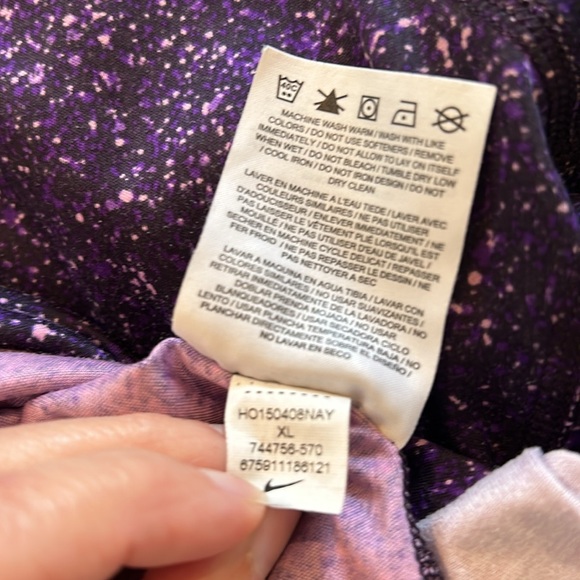 40C
MACHINE WASH WARM / WASH WITH LIKE
COLORS / DO NOT USE SOFTENERS / REMOVE
IMMEDIATELY / DO NOT ALLOW TO LAY ON ITSELF
WHEN WET / DO NOT BLEACH / TUMBLE DRY LOW
/ COOL IRON / DO NOT IRON DESIGN / DO NOT
DRY CLEAN
LAVER EN MACHINE A L'EAU TIEDE / LAVER AVEC
COULEURS SIMILAIRES / NE PAS UTILISER
D'ADOUCISSEUR / ENLEVER IMMEDIATEMENT / NE
PAS LAISSER LE VÊTEMENT PLIÉ LORSQU'IL EST
MOUILLÉ / NE PAS UTILISER D'EAU DE JAVEL /
SECHER EN MACHINE CYCLE DELICAT / REPASSER
FER FROID / NE PAS REPASSER LE DESSIN / NE
PAS NETTOYER A SEC
LAVAR A MAQUINA EN AGUA TIBIA / LAVAR CON
COLORES SIMILARES / NO USAR SUAVIZANTES /
RETIRAR INMEDIATAMENTE DE LA LAVADORA / NO
DOBLAR PRENDA MOJADA / NO USAR
BLANQUEADORES / USAR SECADORA CICLO
LENTO / USAR PLANCHA TEMPERATURA BAJA / NO
PLANCHAR DIRECTAMENTE SOBRE EL DISEÑO /
NO LAVAR EN SECO
HO150408NAY
XL
744756-570
675911186121